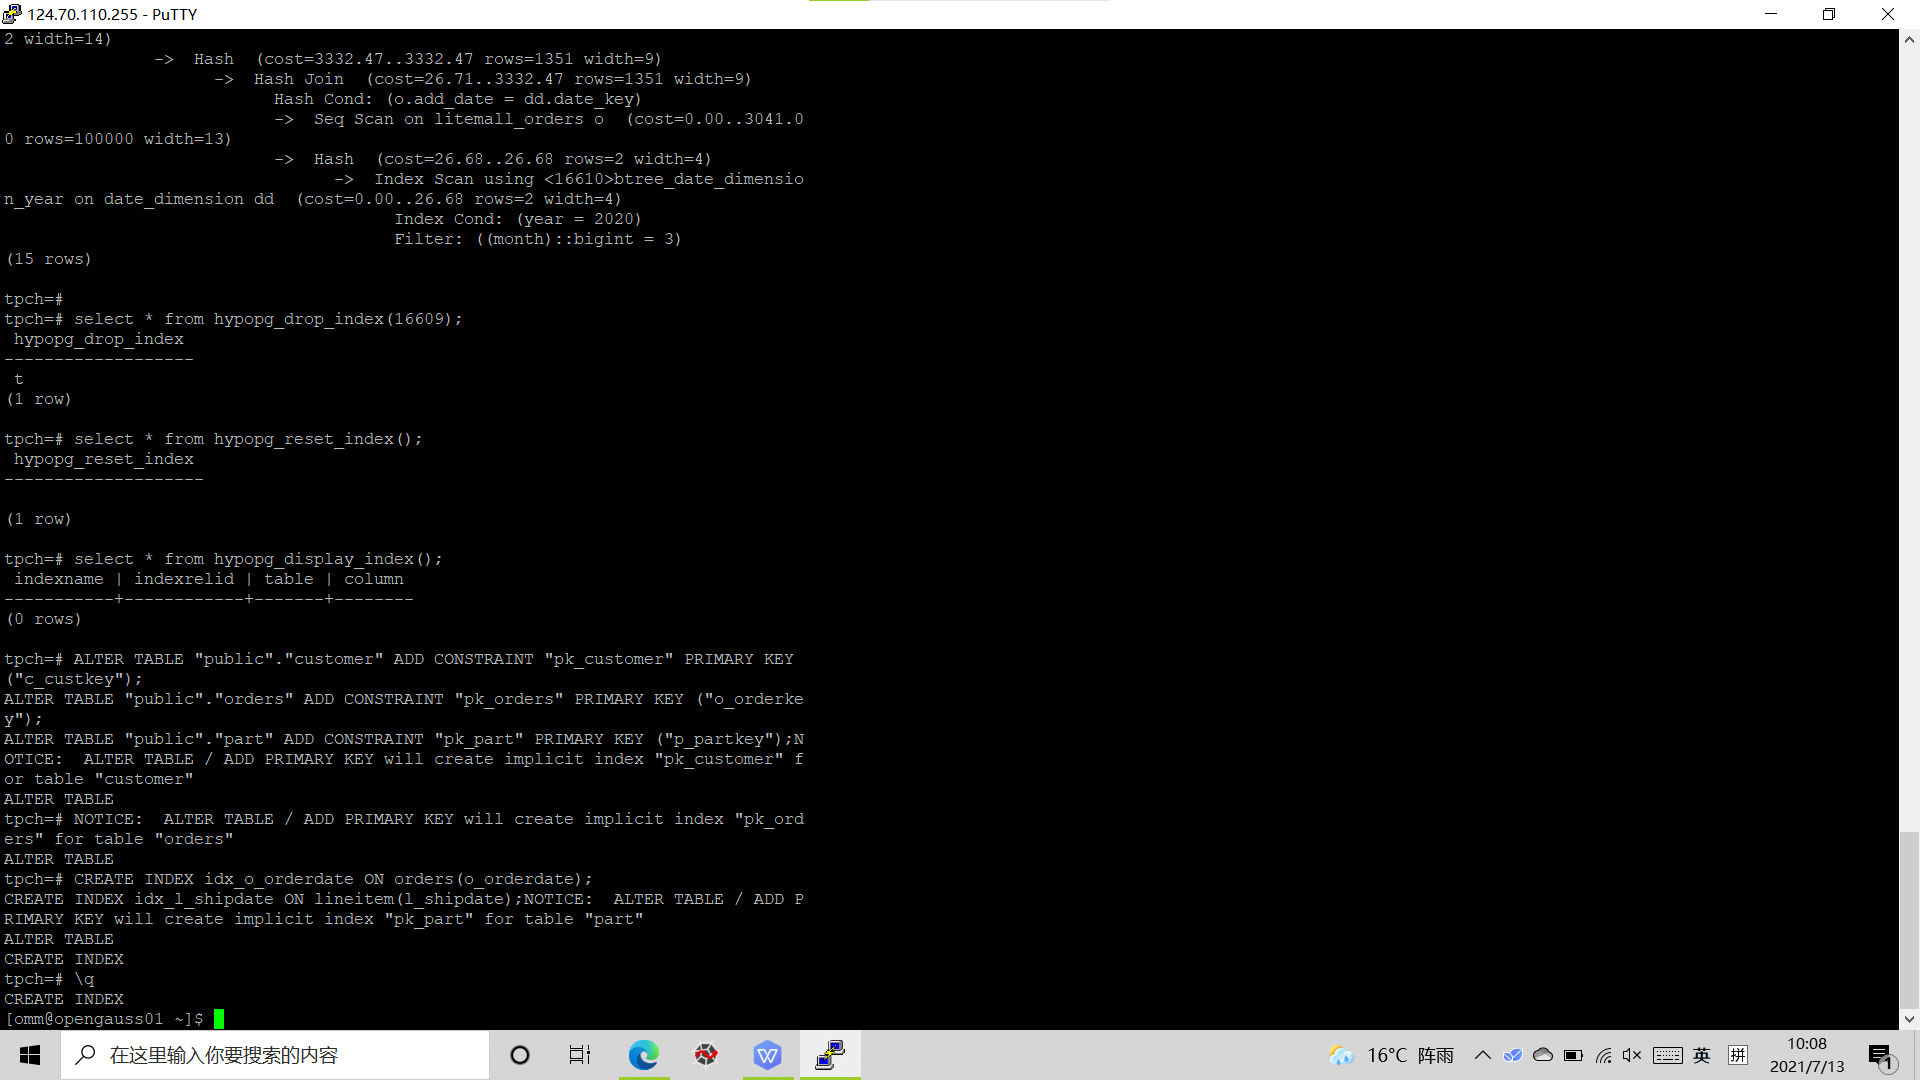 124.70.110.255 - PuTTY
2 width=14)
-> Hash (cost=3332.47..3332.47 rows=1351 width=9)
-> Hash Join (cost=26.71..3332.47 rows=1351 width=9)
Hash Cond: (o.add_date = dd.date_key)
-> Seq Scan on litemall_orders o (cost=0.00..3041.0
0 rows=100000 width=13)
-> Hash (cost=26.68..26.68 rows=2 width=4)
-> Index Scan using <16610>btree_date_dimensio
n_year on date_dimension dd (cost=0.00..26.68 rows=2 width=4)
Index Cond: (year = 2020)
Filter: ((month)::bigint = 3)
(15 rows)
tpch=#
tpch=# select * from hypopg_drop_index(16609);
hypopg_drop_index
-------------------
t
(1 row)
tpch=# select * from hypopg_reset_index();
hypopg_reset_index
--------------------
(1 row)
tpch=# select * from hypopg_display_index();
indexname | indexrelid | table | column
-----------+------------+-------+--------
(0 rows)
tpch=# ALTER TABLE "public"."customer" ADD CONSTRAINT "pk_customer" PRIMARY KEY
("c_custkey");
ALTER TABLE "public"."orders" ADD CONSTRAINT "pk_orders" PRIMARY KEY ("o_orderke
y");
ALTER TABLE "public"."part" ADD CONSTRAINT "pk_part" PRIMARY KEY ("p_partkey");N
OTICE:  ALTER TABLE / ADD PRIMARY KEY will create implicit index "pk_customer" f
or table "customer"
ALTER TABLE
tpch=# NOTICE:  ALTER TABLE / ADD PRIMARY KEY will create implicit index "pk_ord
ers" for table "orders"
ALTER TABLE
tpch=# CREATE INDEX idx_o_orderdate ON orders(o_orderdate);
CREATE INDEX idx_l_shipdate ON lineitem(l_shipdate);NOTICE:  ALTER TABLE / ADD P
RIMARY KEY will create implicit index "pk_part" for table "part"
ALTER TABLE
CREATE INDEX
tpch=# \q
CREATE INDEX
[omm@opengauss01 ~]$
在这里输入你要搜索的内容
16°C 阵雨
英
拼
10:08
2021/7/13
1